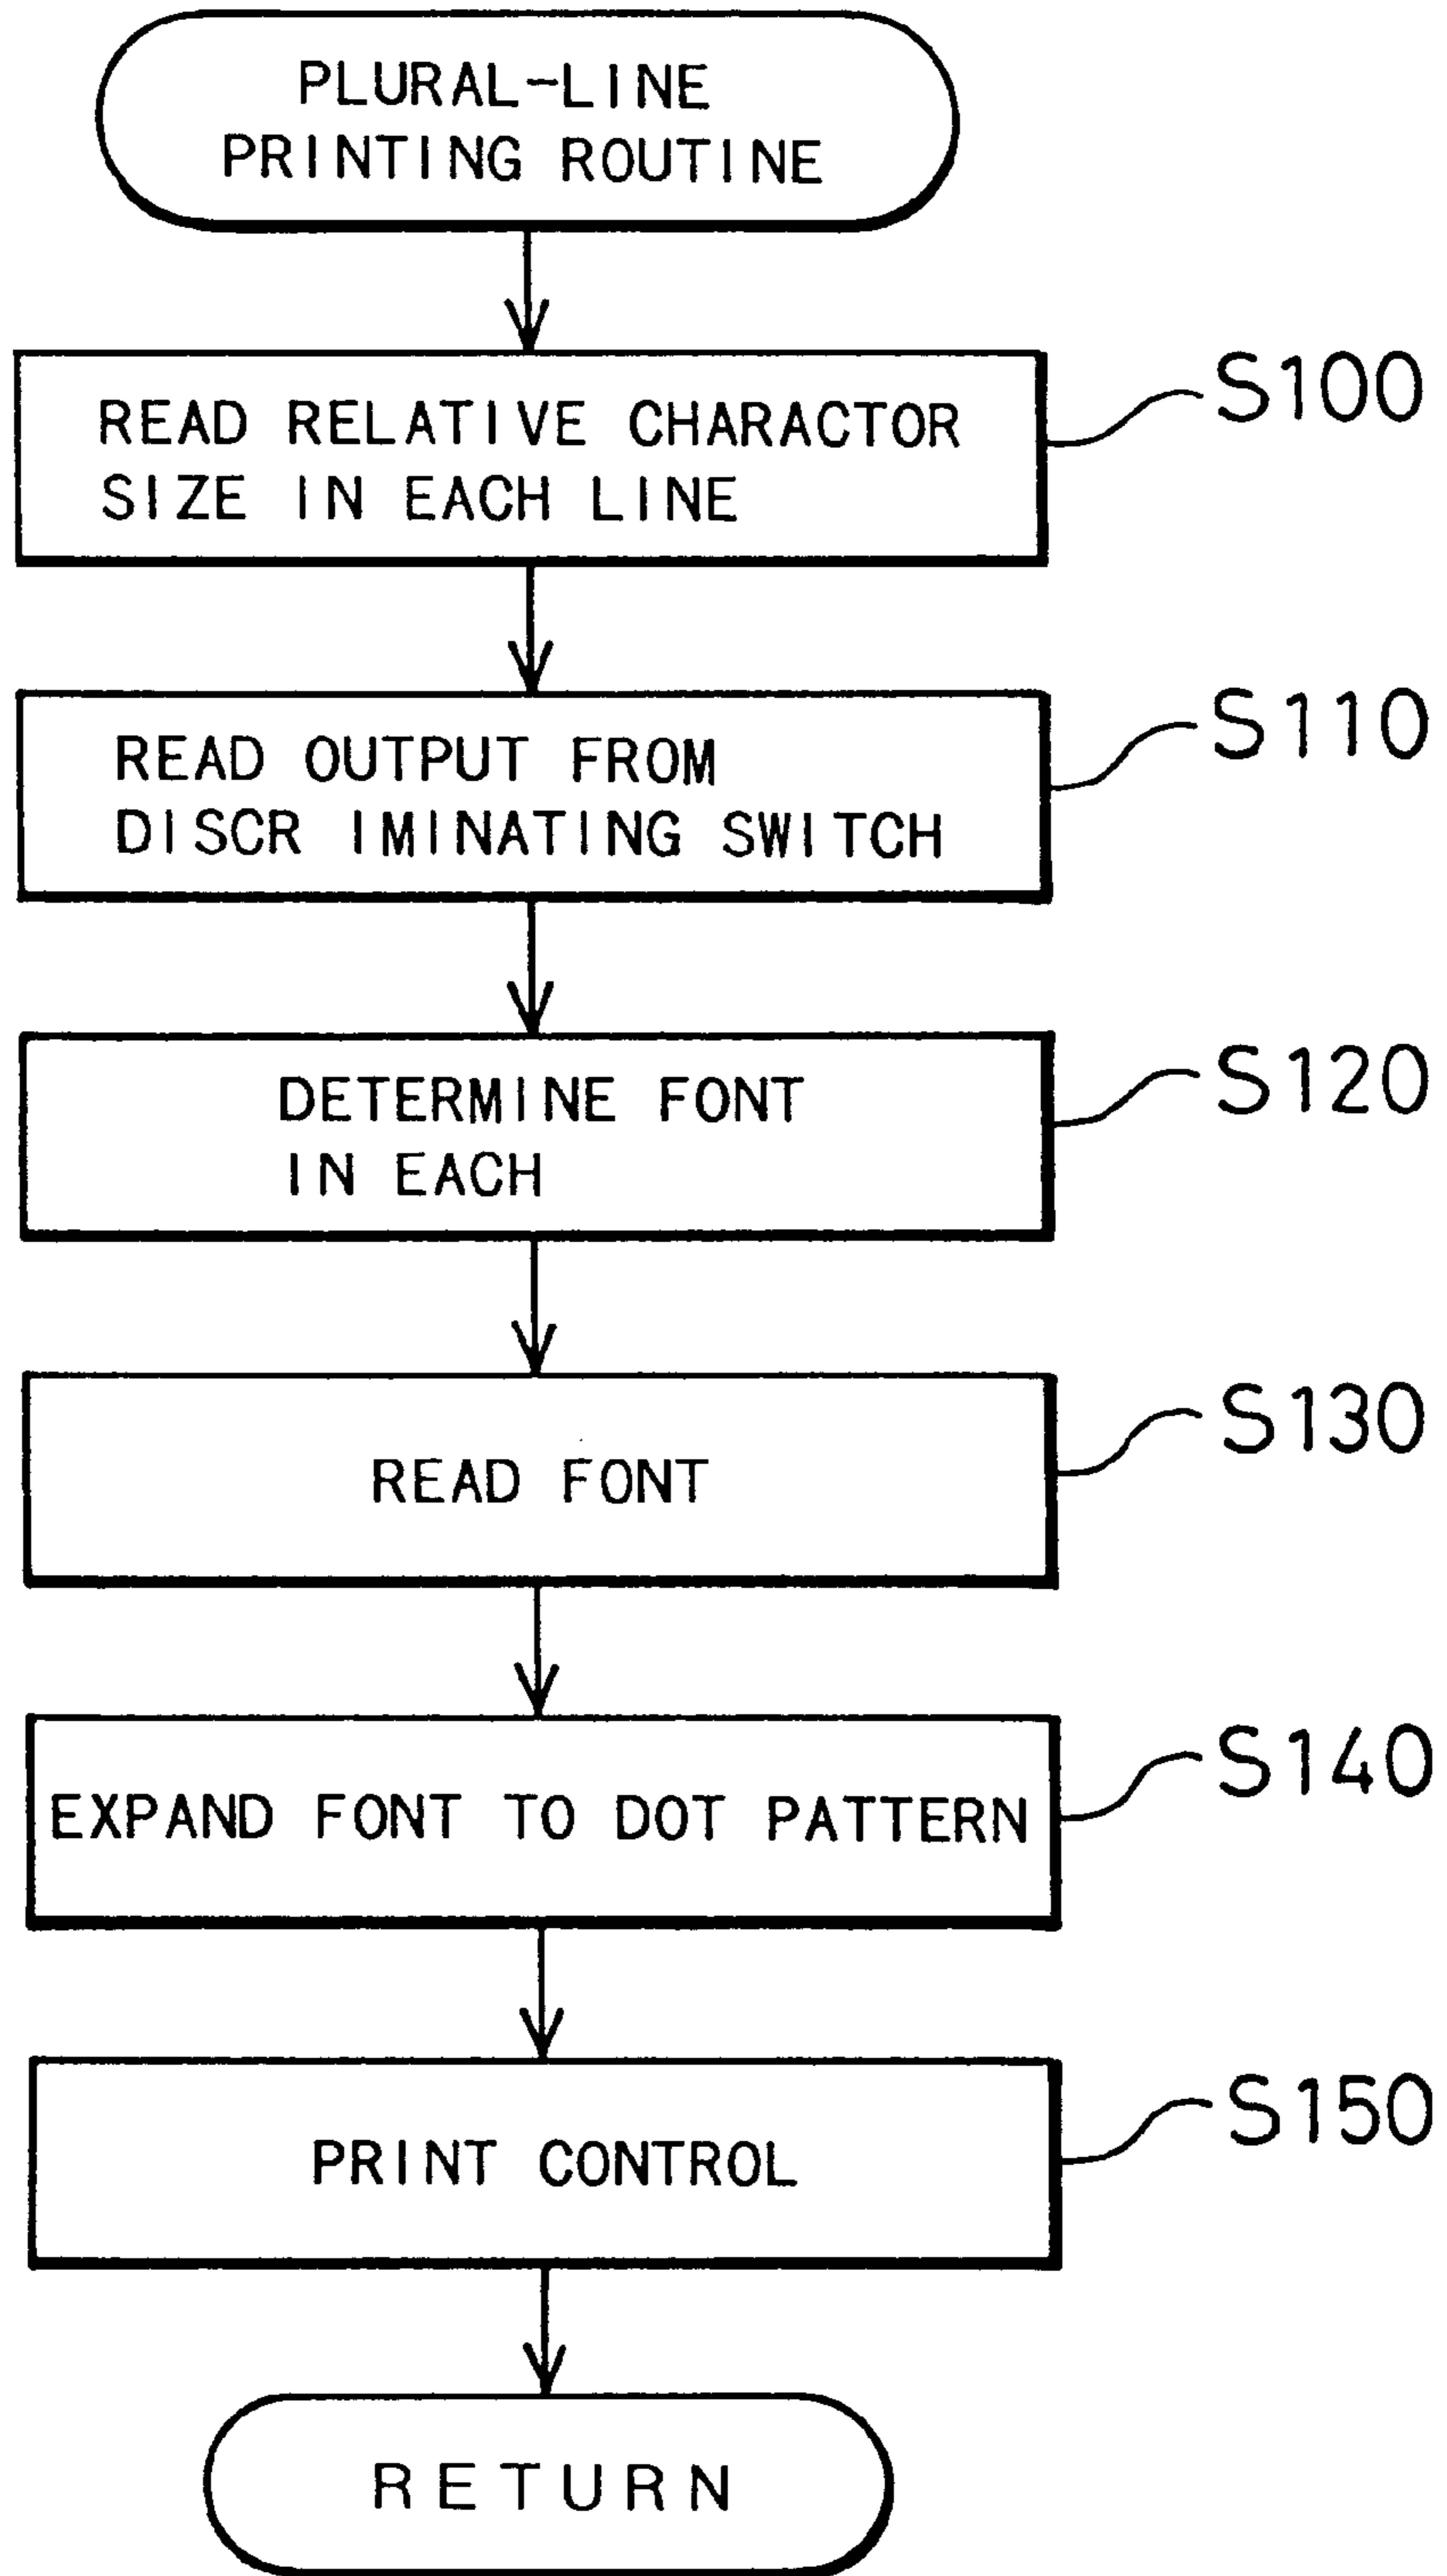 PLURAL-LINE
PRINTING ROUTINE
READ RELATIVE CHARACTOR
SIZE IN EACH LINE
S100
READ OUTPUT FROM
DISCR IMINATING SWITCH
S110
DETERMINE FONT
IN EACH
S120
READ FONT
S130
EXPAND FONT TO DOT PATTERN
S140
PRINT CONTROL
S150
RETURN